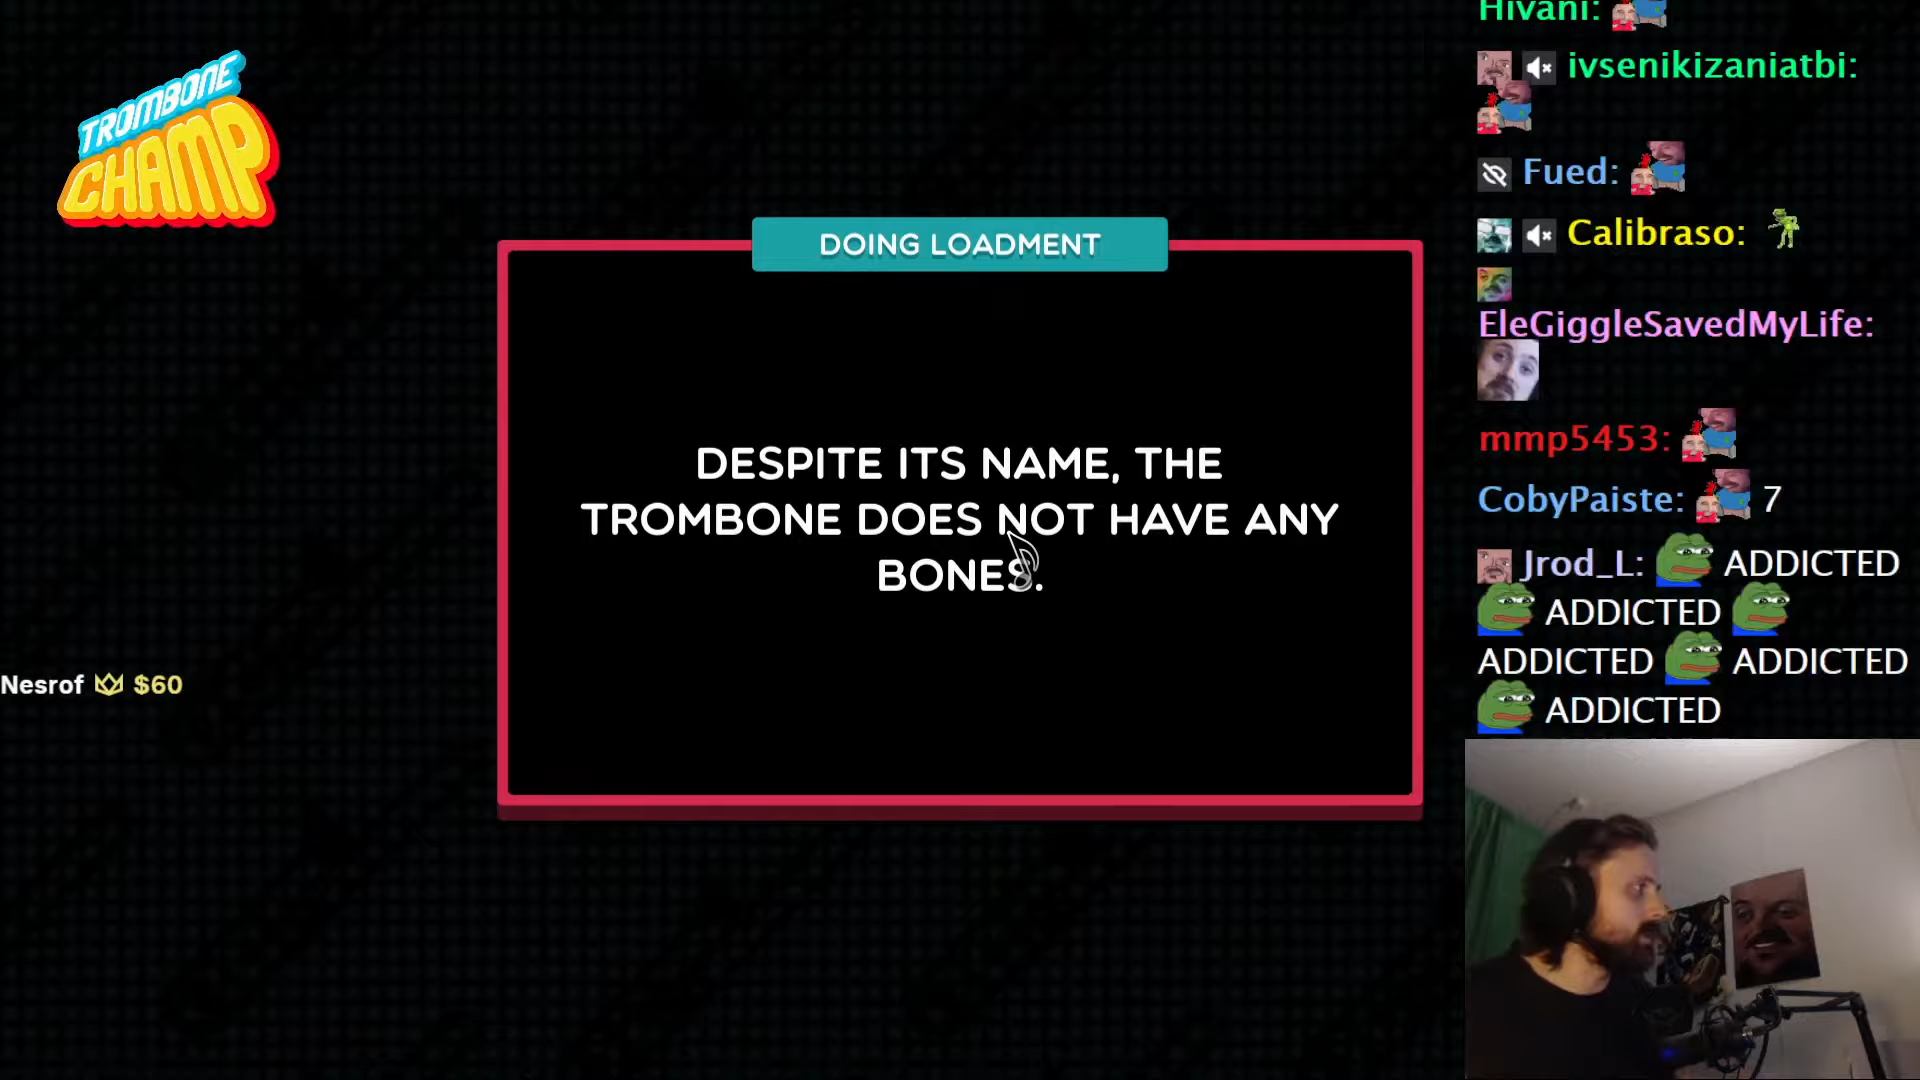 TROMBONE
CHAMP
DOING LOADMENT
DESPITE ITS NAME, THE
TROMBONE DOES NOT HAVE ANY
BONES.
Nesrof $60
Hivani:
ivsenikizaniatbi:
Fued:
Calibraso:
EleGiggleSavedMyLife:
mmp5453:
CobyPaiste: 7
Jrod_L: ADDICTED
ADDICTED
ADDICTED ADDICTED
ADDICTED